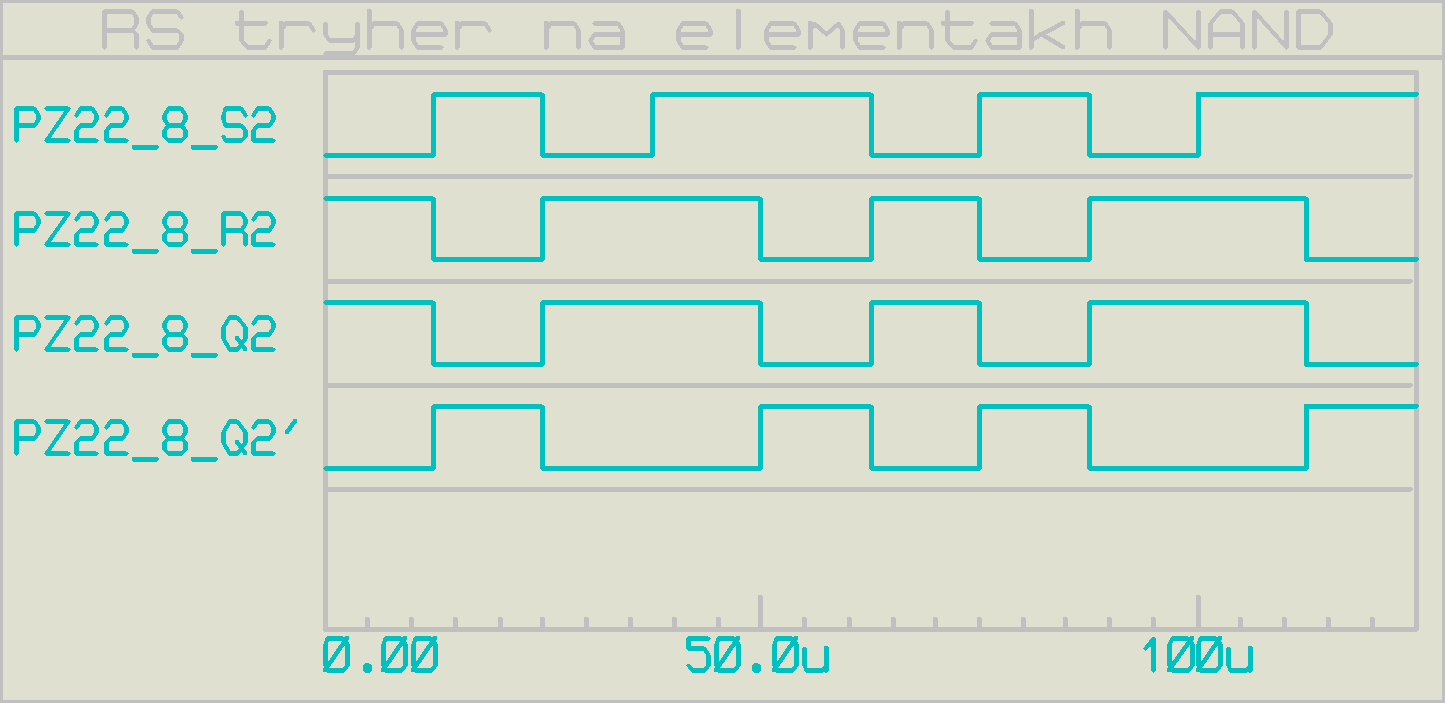 RS tryher na elementakh NAND
PZ22_8_S2
PZ22_8_R2
PZ22_8_Q2
PZ22_8_Q2'
0.00 50.0u 100u